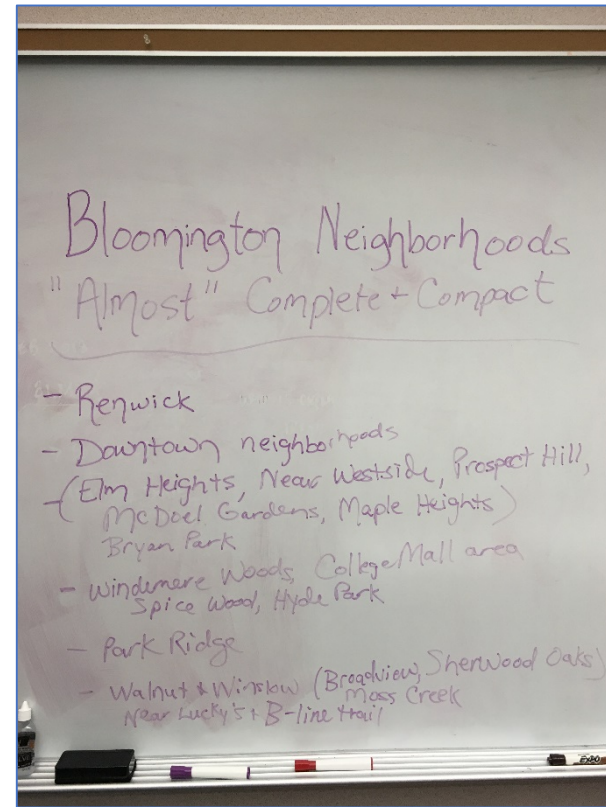 Bloomington Neighborhoods
"Almost" Complete + Compact
- Renwick
- Downtown neighborhoods
- (Elm Heights, Near Westside, Prospect Hill,
McDoel Gardens, Maple Heights)
Bryan Park
- Windemere Woods, College Mall area
Spice Wood, Hyde Park
- Park Ridge
- Walnut + Winslow (Broadview, Sherwood Oaks)
Moss Creek
Near Lucky's + B-line trail
EXPO